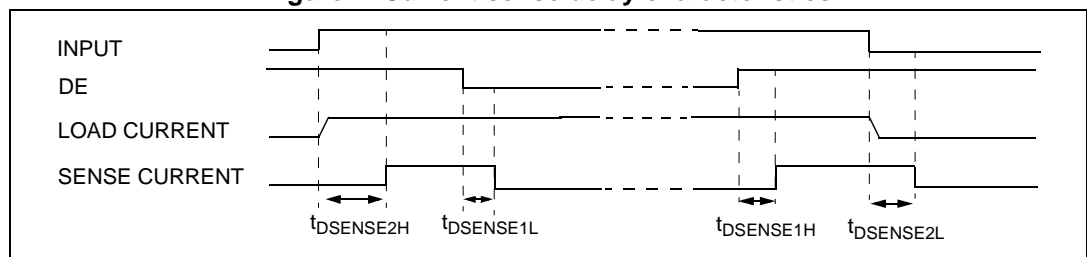 INPUT
DE
LOAD CURRENT
SENSE CURRENT
tDSENSE2H tDSENSE1L tDSENSE1H tDSENSE2L